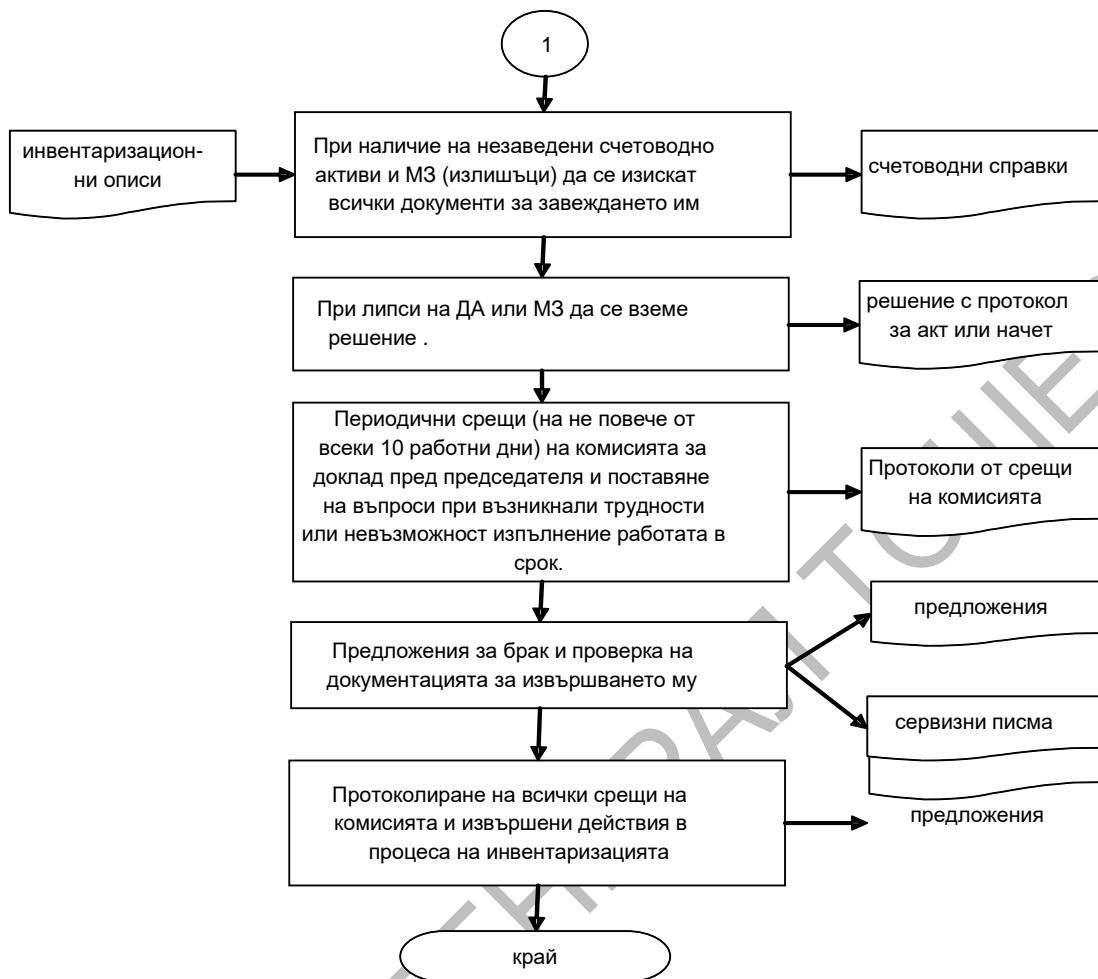 1
инвентаризацион-
ни описи
При наличие на незаведени счетоводно
активи и МЗ (излишъци) да се изискат
всички документи за завеждането им
счетоводни справки
При липси на ДА или МЗ да се вземе
решение .
решение с протокол
за акт или начет
Периодични срещи (на не повече от
всеки 10 работни дни) на комисията за
доклад пред председателя и поставяне
на въпроси при възникнали трудности
или невъзможност изпълнение работата в
срок.
Протоколи от срещи
на комисията
Предложения за брак и проверка на
документацията за извършването му
предложения
сервизни писма
Протоколиране на всички срещи на
комисията и извършени действия в
процеса на инвентаризацията
предложения
край